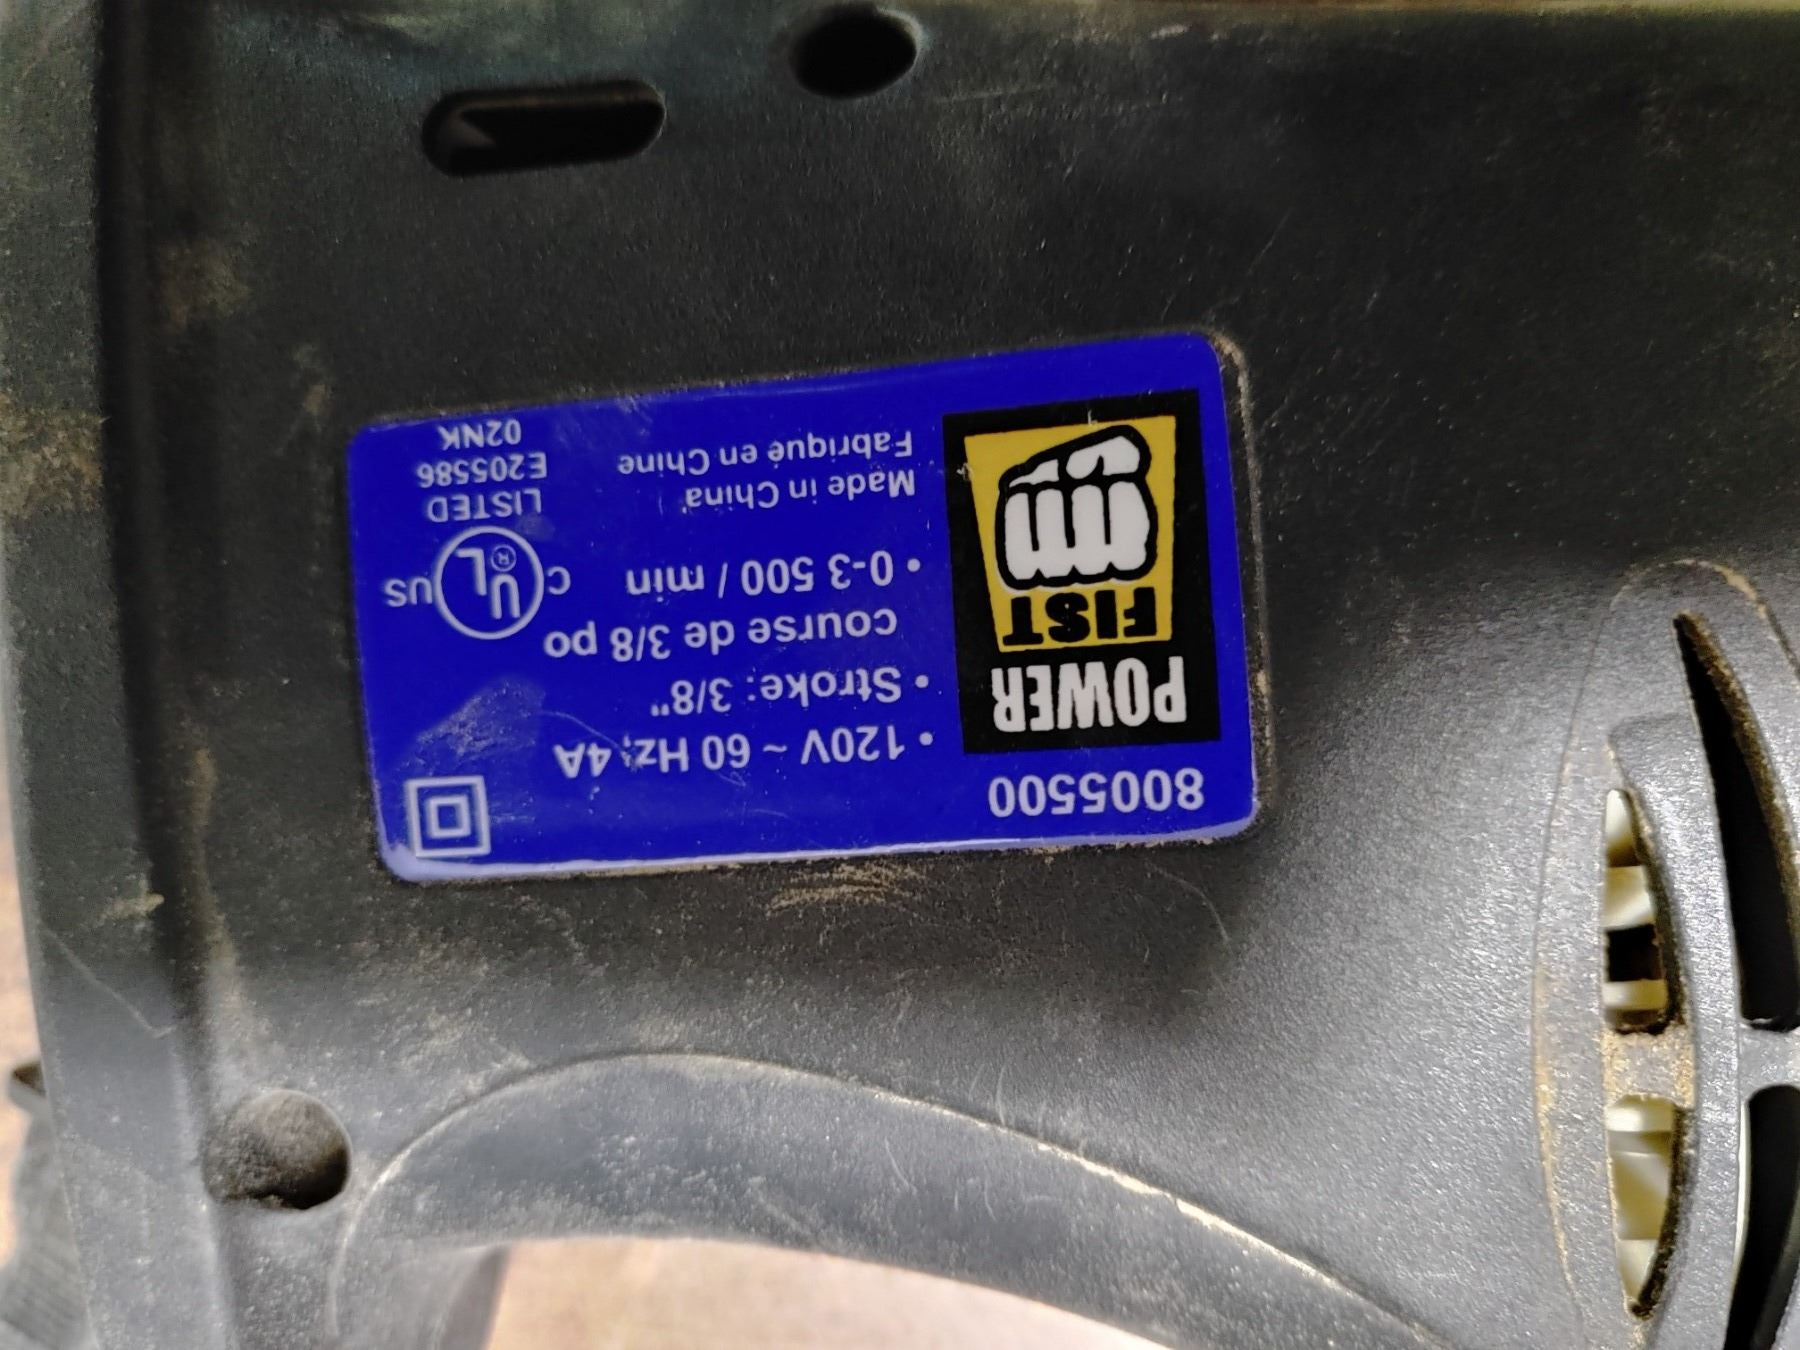 8005500
POWER
FIST
• 120V ~ 60 Hz; 4A
• Stroke: 3/8"
course de 3/8 po
• 0-3 500 / min
Made in China
Fabriqué en Chine
C UL® US
LISTED
E205586
02NK